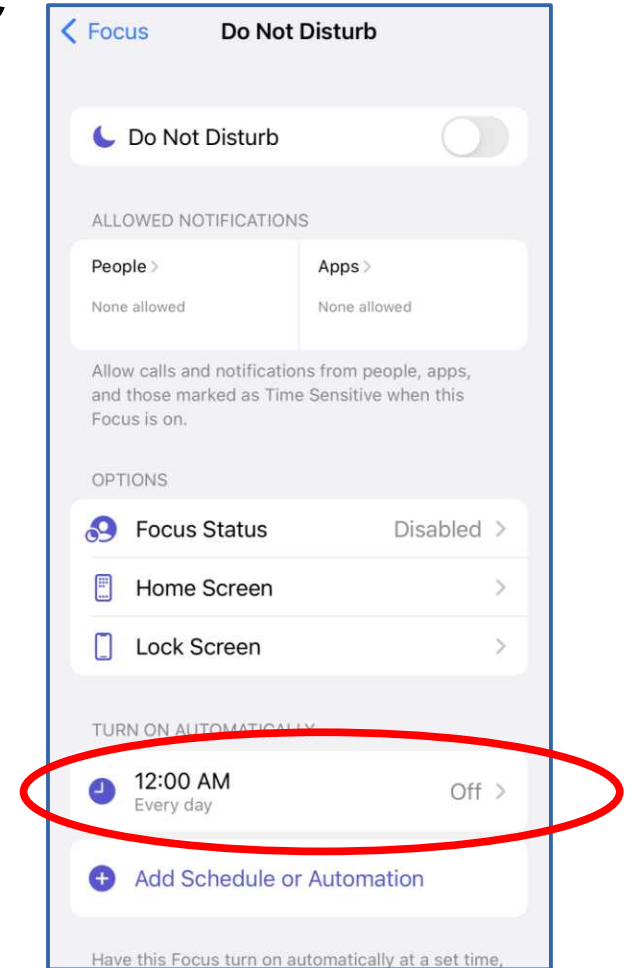 Focus Do Not Disturb
Do Not Disturb
ALLOWED NOTIFICATIONS
People > Apps >
None allowed None allowed
Allow calls and notifications from people, apps,
and those marked as Time Sensitive when this
Focus is on.
OPTIONS
Focus Status Disabled >
Home Screen >
Lock Screen >
TURN ON AUTOMATICALLY
12:00 AM
Every day Off >
Add Schedule or Automation
Have this Focus turn on automatically at a set time,